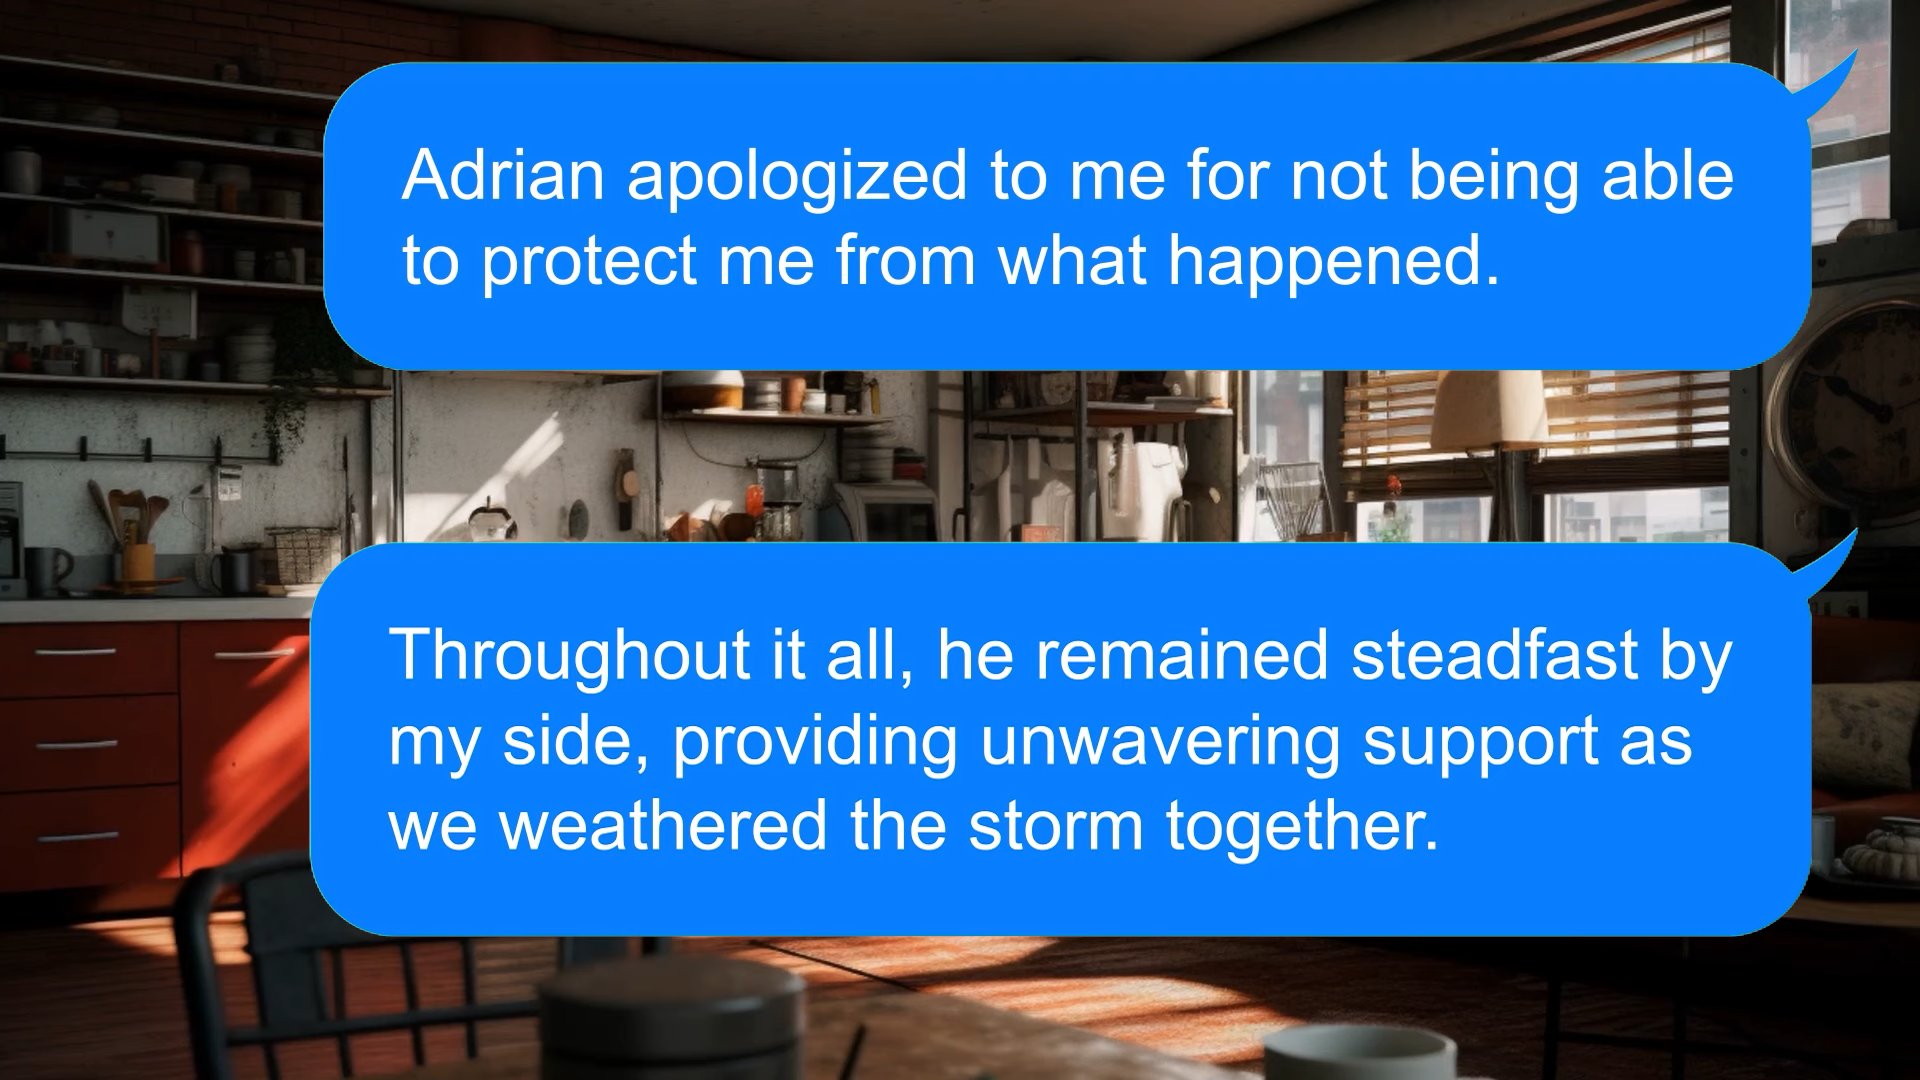 Adrian apologized to me for not being able
to protect me from what happened.
Throughout it all, he remained steadfast by
my side, providing unwavering support as
we weathered the storm together.